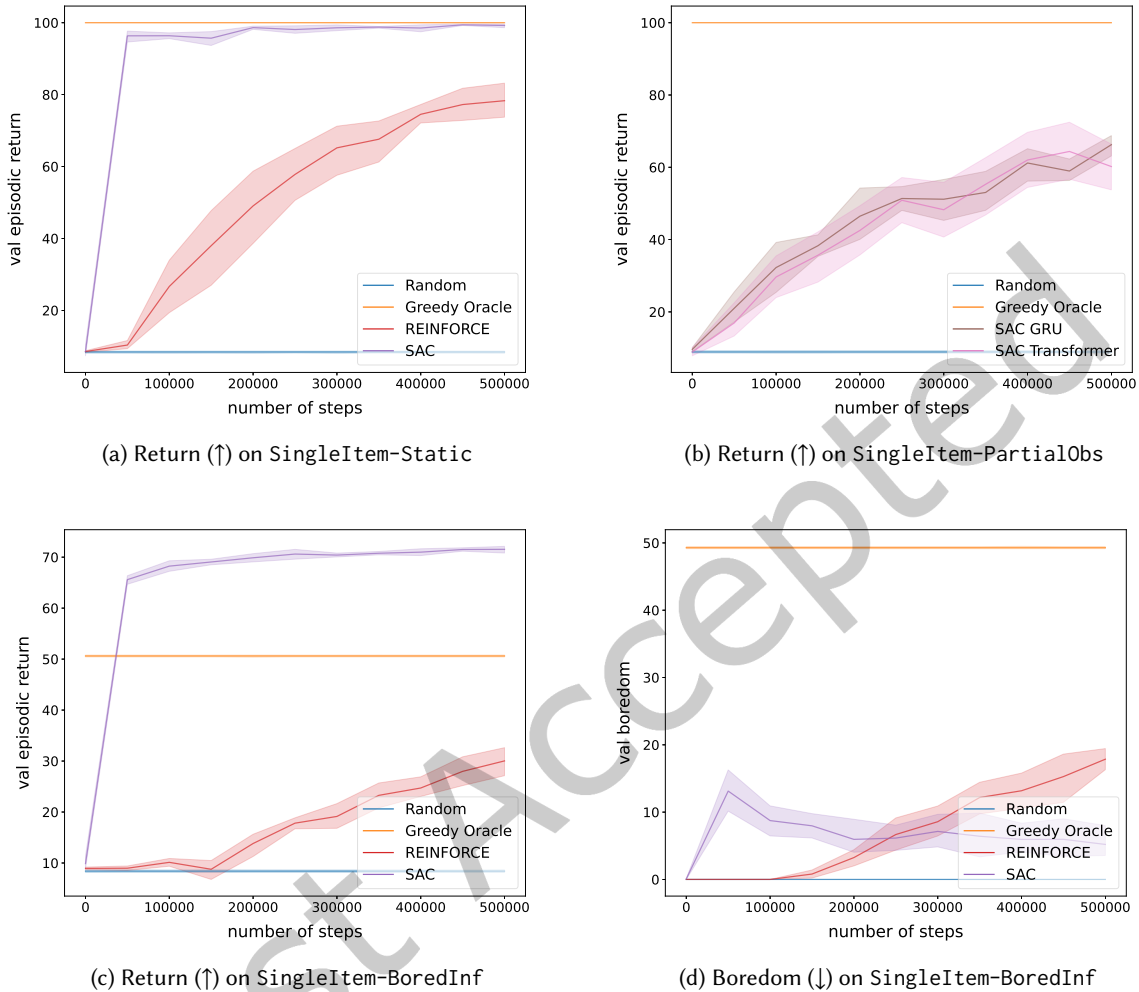 100
80
60
40
20
val episodic return
Random
Greedy Oracle
REINFORCE
SAC
0 100000 200000 300000 400000 500000
number of steps
(a) Return (↑) on SingleItem-Static
100
80
60
40
20
val episodic return
Random
Greedy Oracle
SAC GRU
SAC Transformer
0 100000 200000 300000 400000 500000
number of steps
(b) Return (↑) on SingleItem-PartialObs
70
60
50
40
30
20
10
val episodic return
Random
Greedy Oracle
REINFORCE
SAC
0 100000 200000 300000 400000 500000
number of steps
(c) Return (↑) on SingleItem-BoredInf
50
40
30
20
10
0
val boredom
Random
Greedy Oracle
REINFORCE
SAC
0 100000 200000 300000 400000 500000
number of steps
(d) Boredom (↓) on SingleItem-BoredInf
st Accepted